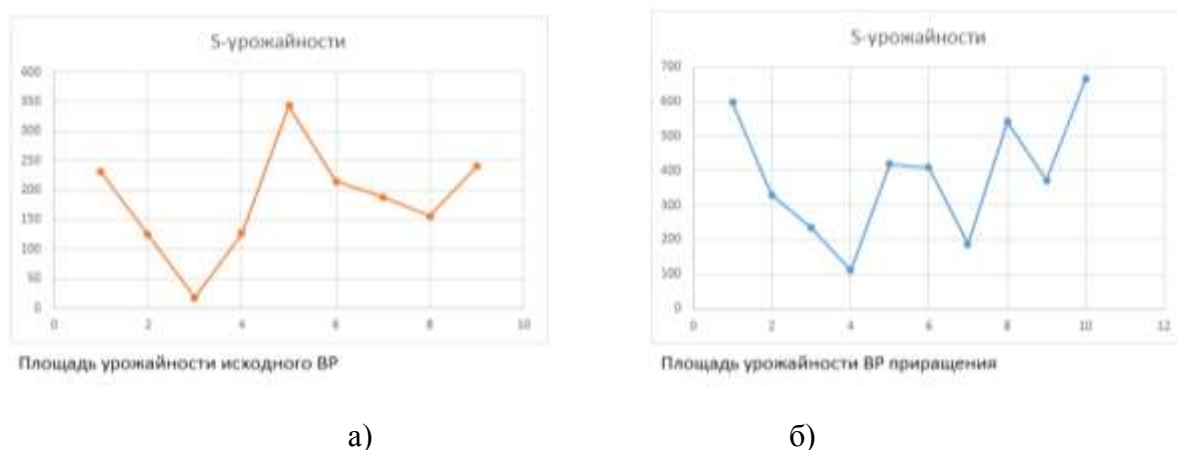 S-урожайности
400
350
300
250
200
150
100
50
0
0 2 4 6 8 10
Площадь урожайности исходного ВР
а)
S-урожайности
700
600
500
400
300
200
100
0
0 2 4 6 8 10 12
Площадь урожайности ВР приращения
б)